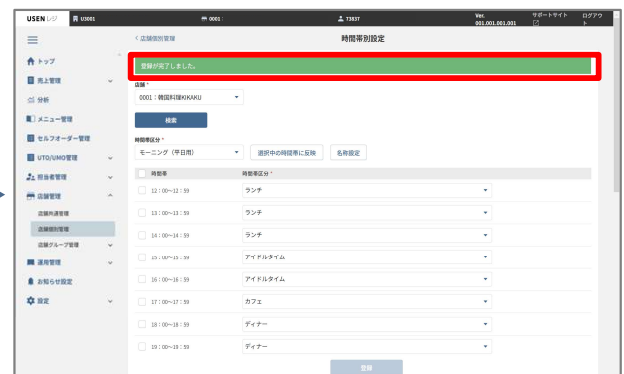 USEN レジ U3001 0001 : 73837 Ver. 001.001.001.001 サポートサイト ログアウト
< 店舗個別管理 時間帯別設定
登録が完了しました。
店舗 *
0001：韓国料理KIKAKU
検索
時間帯区分 *
モーニング（平日用） 選択中の時間帯に反映 名称設定
時間帯 時間帯区分 *
12：00～12：59 ランチ
13：00～13：59 ランチ
14：00～14：59 ランチ
15：00～15：59 アイドルタイム
16：00～16：59 アイドルタイム
17：00～17：59 カフェ
18：00～18：59 ディナー
19：00～19：59 ディナー
登録
トップ
売上管理
分析
メニュー管理
セルフオーダー管理
UTO/UMO管理
担当者管理
店舗管理
店舗共通管理
店舗個別管理
店舗グループ管理
運用管理
お知らせ設定
設定